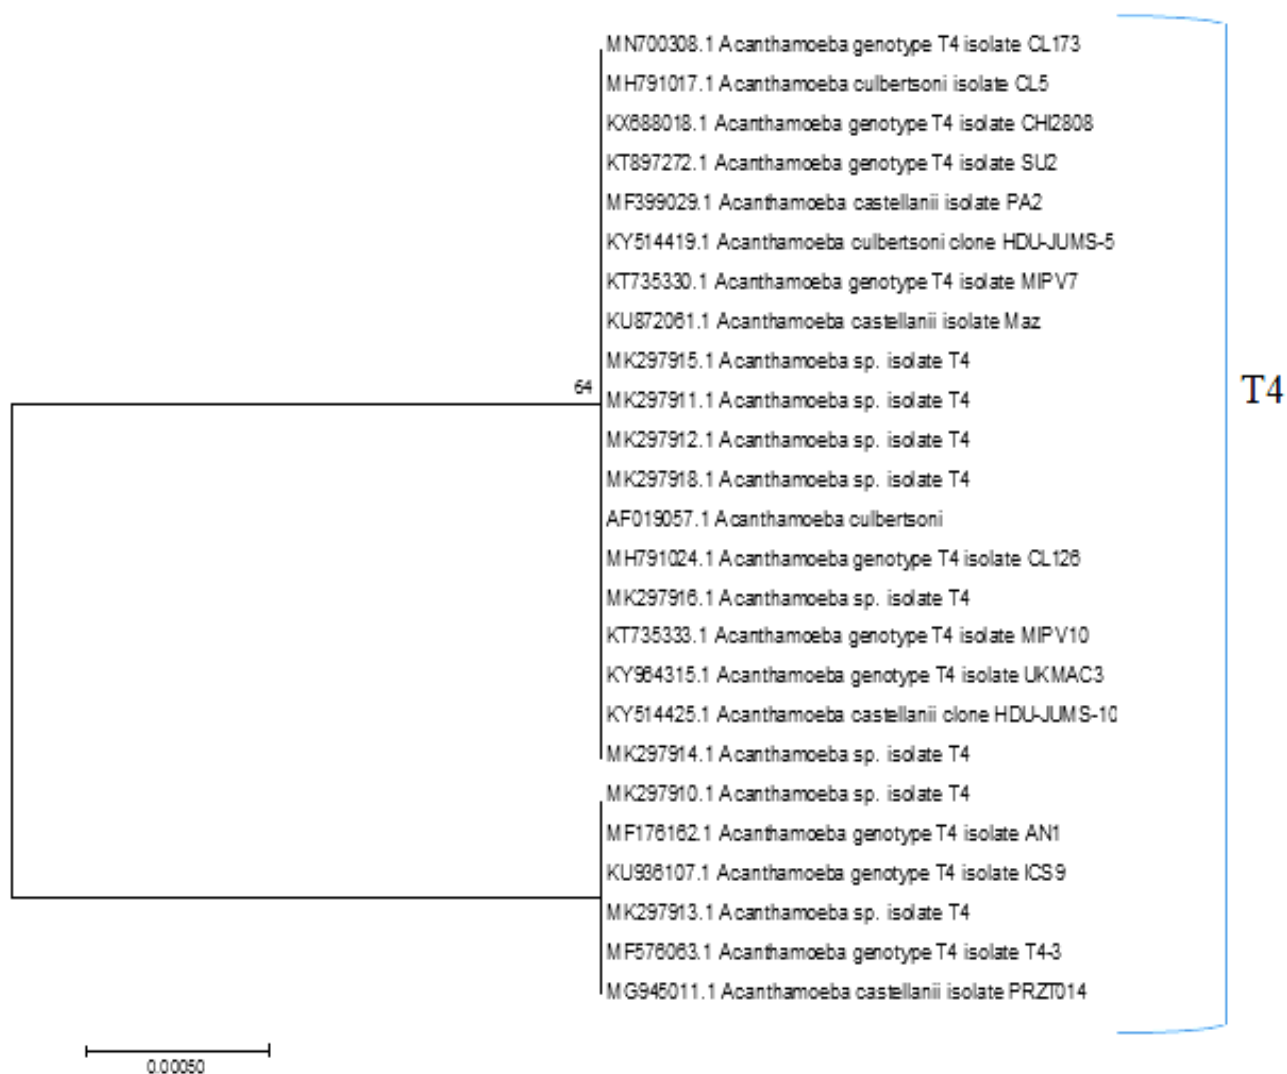 MN700308.1 Acanthamoeba genotype T4 isolate CL173
MH791017.1 Acanthamoeba culbertsoni isolate CL5
KX688018.1 Acanthamoeba genotype T4 isolate CHI2808
KT897272.1 Acanthamoeba genotype T4 isolate SU2
MF399029.1 Acanthamoeba castellanii isolate PA2
KY514419.1 Acanthamoeba culbertsoni clone HDU-JUMS-5
KT735330.1 Acanthamoeba genotype T4 isolate MIPV7
KU872061.1 Acanthamoeba castellanii isolate Maz
MK297915.1 Acanthamoeba sp. isolate T4
64
T4
MK297911.1 Acanthamoeba sp. isolate T4
MK297912.1 Acanthamoeba sp. isolate T4
MK297918.1 Acanthamoeba sp. isolate T4
AF019057.1 Acanthamoeba culbertsoni
MH791024.1 Acanthamoeba genotype T4 isolate CL126
MK297916.1 Acanthamoeba sp. isolate T4
KT735333.1 Acanthamoeba genotype T4 isolate MIPV10
KY964315.1 Acanthamoeba genotype T4 isolate UKMAC3
KY514425.1 Acanthamoeba castellanii clone HDU-JUMS-10
MK297914.1 Acanthamoeba sp. isolate T4
MK297910.1 Acanthamoeba sp. isolate T4
MF176162.1 Acanthamoeba genotype T4 isolate AN1
KU936107.1 Acanthamoeba genotype T4 isolate ICS9
MK297913.1 Acanthamoeba sp. isolate T4
MF576063.1 Acanthamoeba genotype T4 isolate T4-3
MG945011.1 Acanthamoeba castellanii isolate PRZT014
0.00050